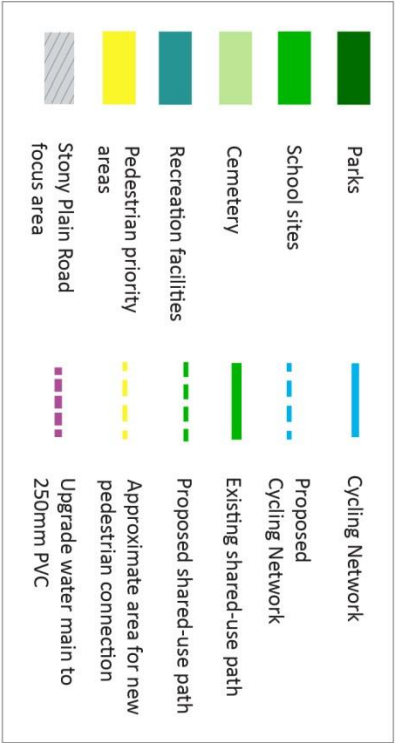 Parks
School sites
Cemetery
Recreation facilities
Pedestrian priority
areas
Stony Plain Road
focus area
Cycling Network
Proposed
Cycling Network
Existing shared-use path
Proposed shared-use path
Approximate area for new
pedestrian connection
Upgrade water main to
250mm PVC